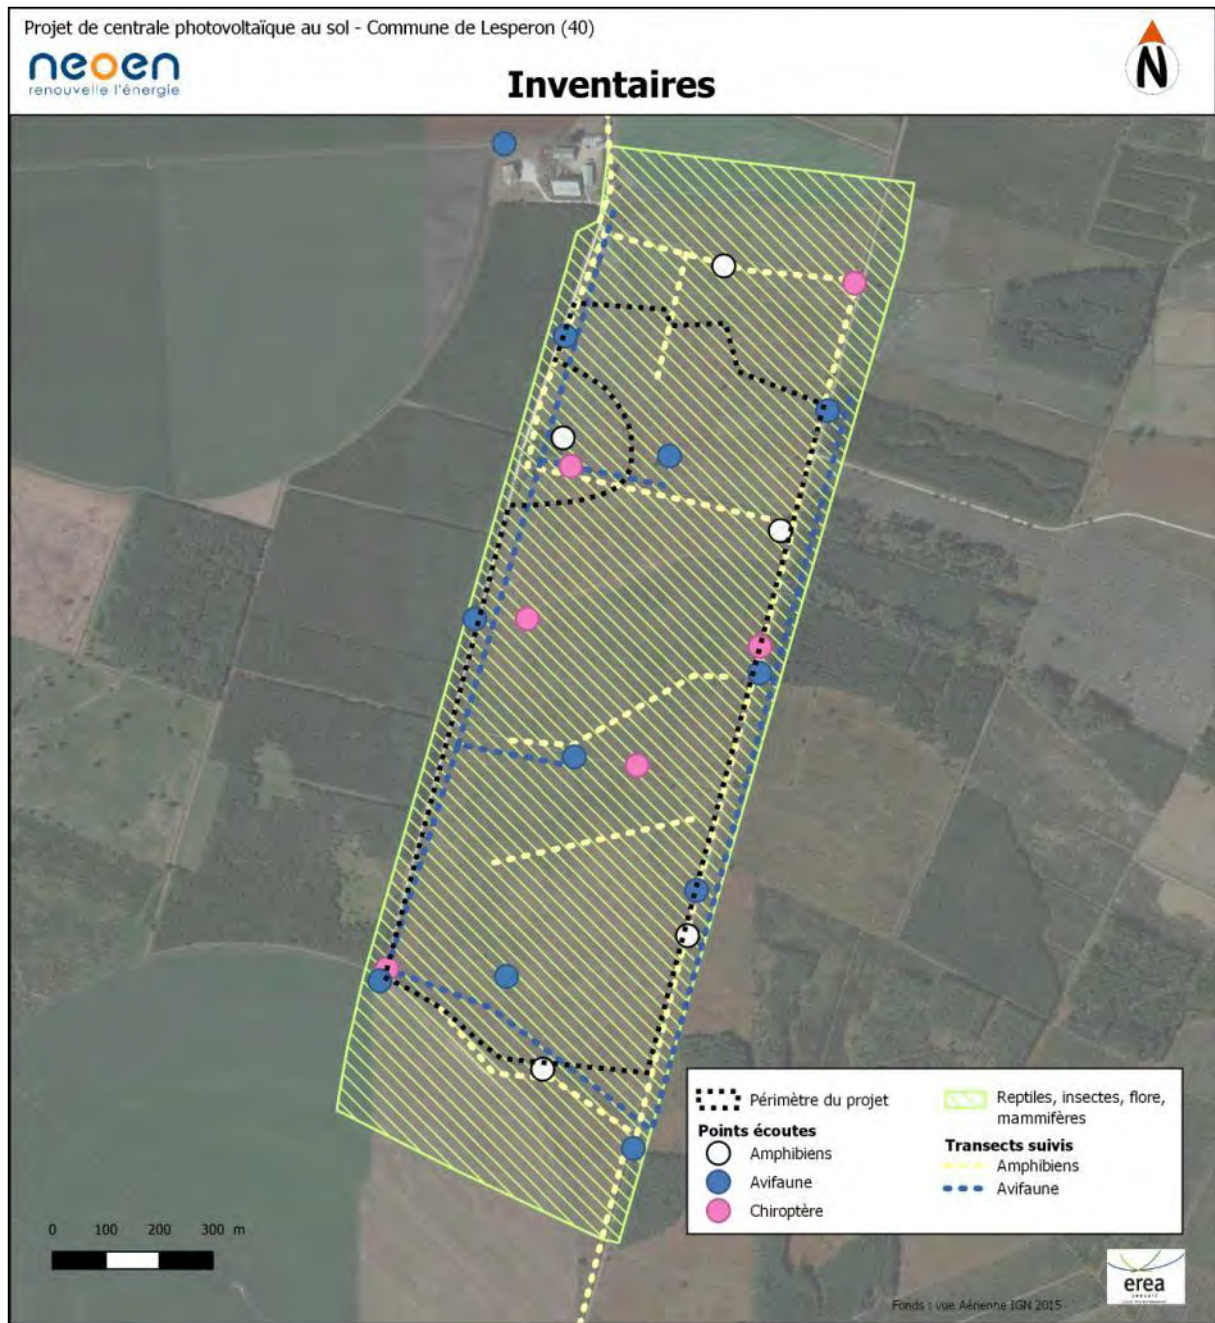 Projet de centrale photovoltaïque au sol - Commune de Lesperon (40)
neoen
renouvelle l'énergie
Inventaires
N
Périmètre du projet
Points écoutes
Amphibiens
Avifaune
Chiroptère
Reptiles, insectes, flore,
mammifères
Transects suivis
Amphibiens
Avifaune
0 100 200 300 m
erea
Fonds : vue Aérienne IGN 2015